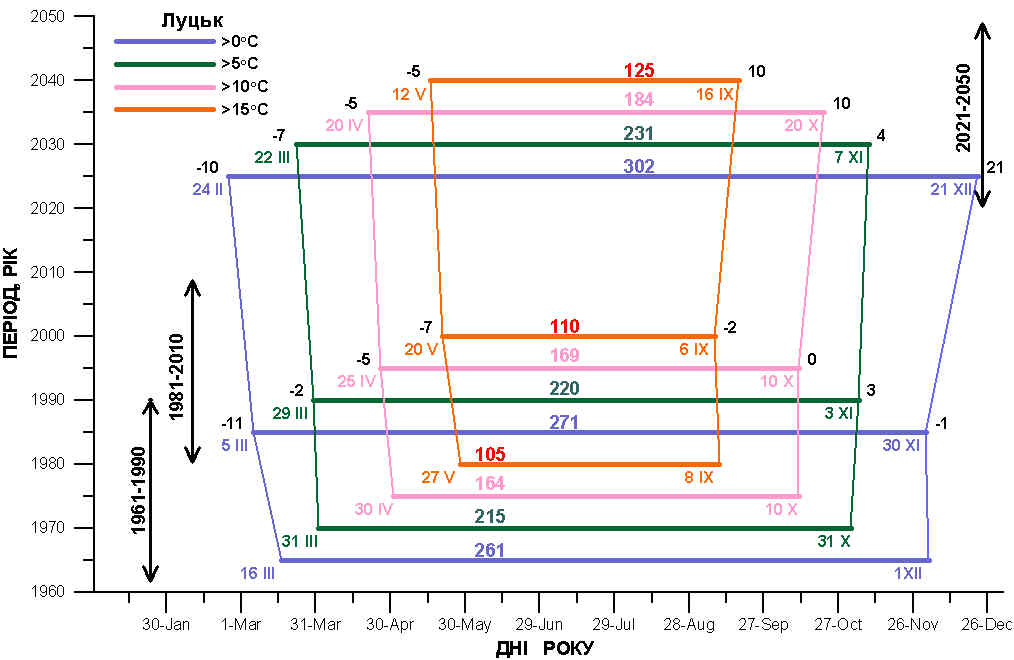 Луцьк
>0°C
>5°C
>10°C
>15°C
ПЕРІОД, РІК
2050
2040
2030
2020
2010
2000
1990
1980
1970
1960
2021-2050
1981-2010
1961-1990
-5 125 10
12 V 16 IX
-5 184 10
20 IV 20 X
-7 231 4
22 III 7 XI
-10 302 21
24 II 21 XII
-7 110 -2
20 V 6 IX
-5 169 0
25 IV 10 X
-2 220 3
29 III 3 XI
-11 271 -1
5 III 30 XI
105
27 V 8 IX
164
30 IV 10 X
215
31 III 31 X
261
16 III 1XII
30-Jan 1-Mar 31-Mar 30-Apr 30-May 29-Jun 29-Jul 28-Aug 27-Sep 27-Oct 26-Nov 26-Dec
ДНІ РОКУ